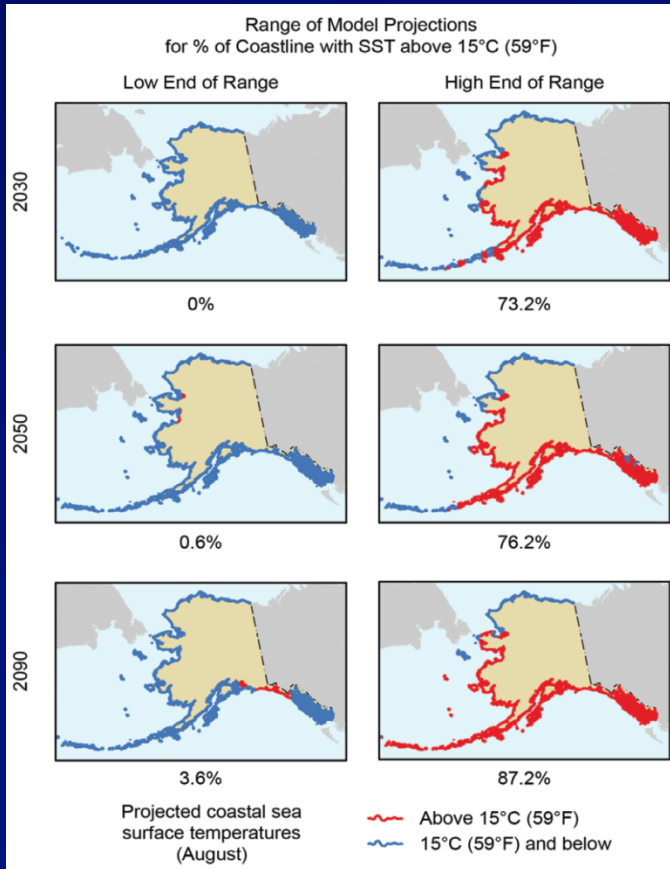 Range of Model Projections
for % of Coastline with SST above 15°C (59°F)
Low End of Range
High End of Range
2030
0%
73.2%
2050
0.6%
76.2%
2090
3.6%
87.2%
Projected coastal sea
surface temperatures
(August)
Above 15°C (59°F)
15°C (59°F) and below